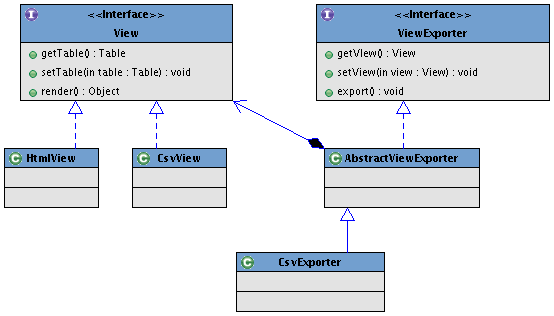 <<Interface>>
View
getTable() : Table
setTable(in table : Table) : void
render() : Object
<<Interface>>
ViewExporter
getVIew() : View
setView(in view : View) : void
export() : void
HtmlView
CsvView
AbstractViewExporter
CsvExporter